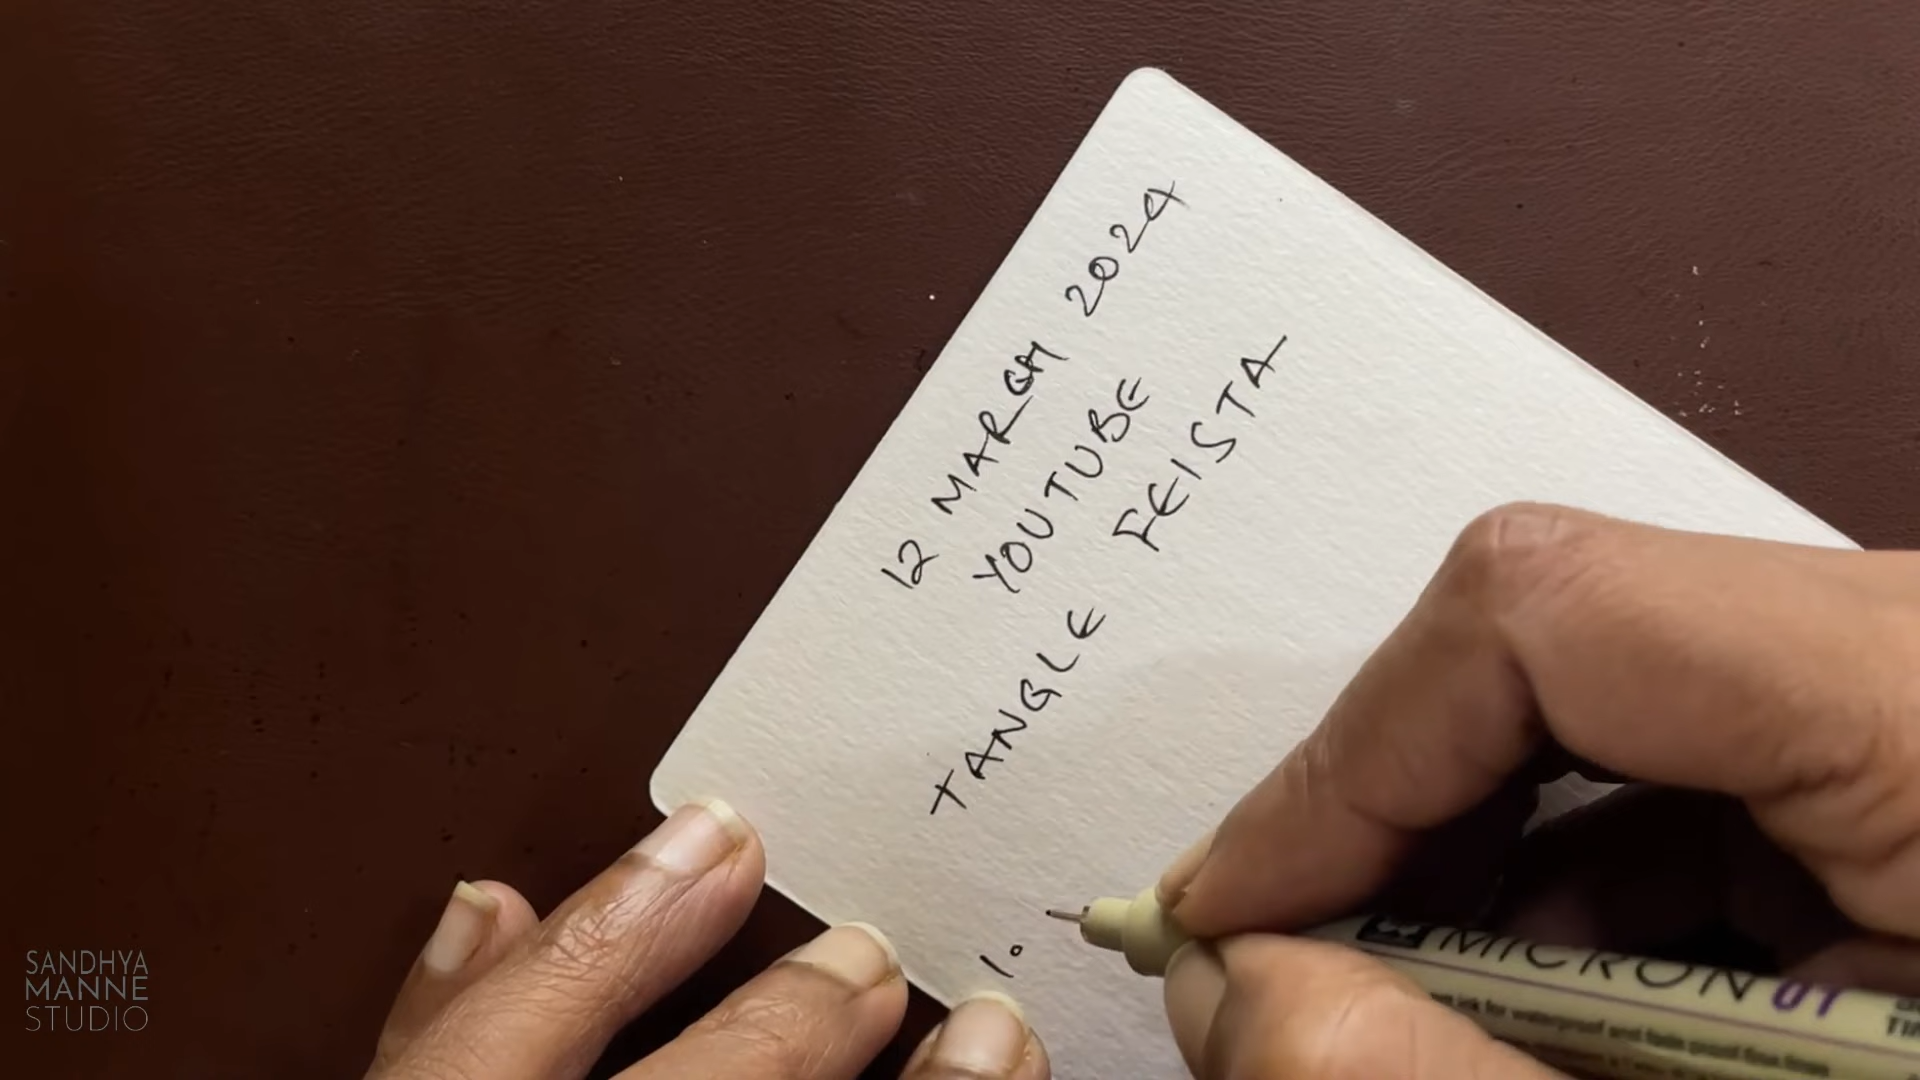 12 MARCH 2024
YOUTUBE
TANGLE FEISTA
1.
MICRON 01
SANDHYA
MANNE
STUDIO